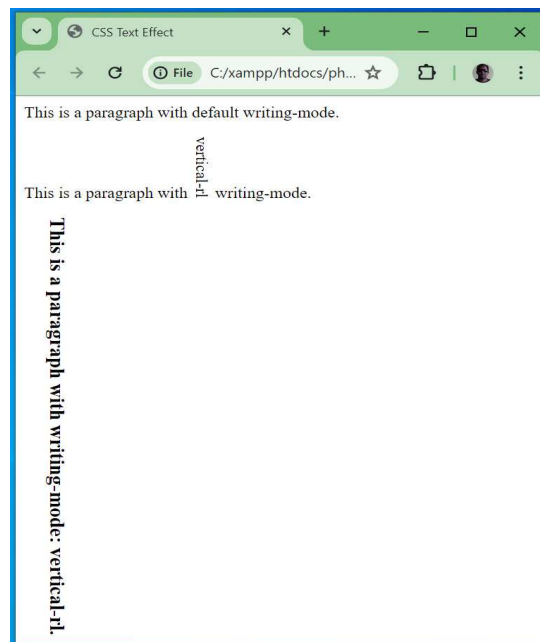 CSS Text Effect
File C:/xampp/htdocs/ph...
This is a paragraph with default writing-mode.
This is a paragraph with vertical-rl writing-mode.
This is a paragraph with writing-mode: vertical-rl.